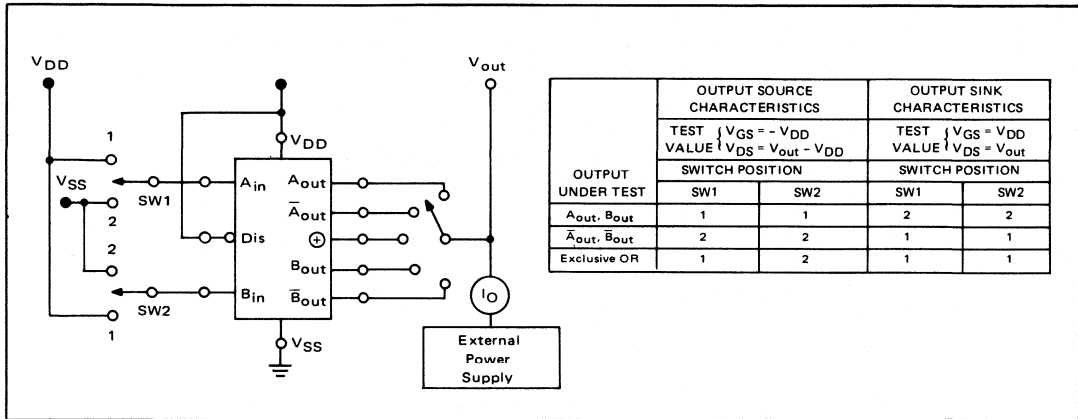 VDD
Vout
1
VDD
VSS
SW1
2
2
SW2
1
Ain
Dis
Bin
Aout
A̅out
⊕
Bout
B̅out
VSS
IO
External
Power
Supply
OUTPUT SOURCE CHARACTERISTICS
OUTPUT SINK CHARACTERISTICS
TEST VALUE { VGS = - VDD
VDS = Vout - VDD
TEST VALUE { VGS = VDD
VDS = Vout
OUTPUT UNDER TEST
SWITCH POSITION
SWITCH POSITION
SW1 SW2 SW1 SW2
Aout, Bout 1 1 2 2
A̅out, B̅out 2 2 1 1
Exclusive OR 1 2 1 1